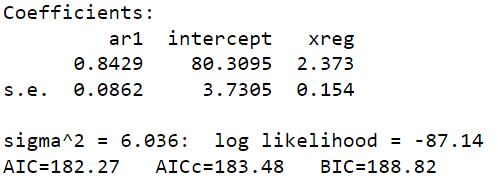 Coefficients:
ar1 intercept xreg
0.8429 80.3095 2.373
s.e. 0.0862 3.7305 0.154
sigma^2 = 6.036: log likelihood = -87.14
AIC=182.27 AICc=183.48 BIC=188.82